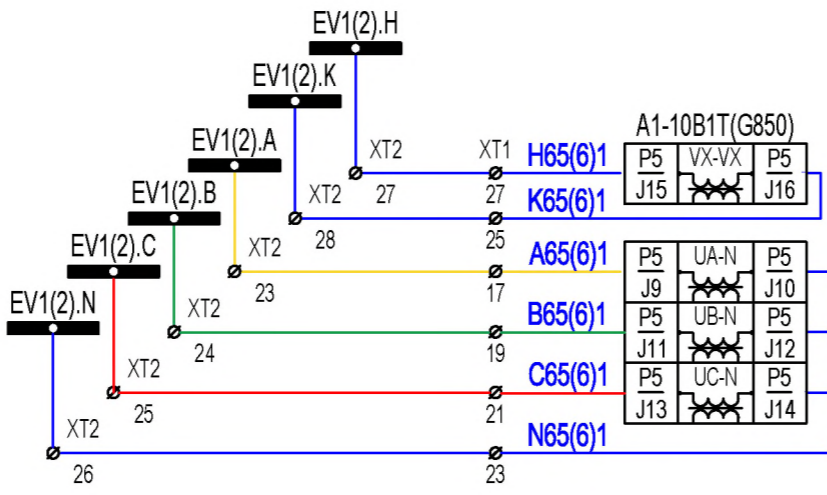 EV1(2).H
EV1(2).K
A1-10B1T(G850)
EV1(2).A
XT2
XT1
H65(6)1
P5
VX-VX
P5
27
27
J15
J16
EV1(2).B
XT2
K65(6)1
28
25
EV1(2).C
XT2
A65(6)1
P5
UA-N
P5
23
17
J9
J10
EV1(2).N
XT2
B65(6)1
P5
UB-N
P5
24
19
J11
J12
XT2
C65(6)1
P5
UC-N
P5
25
21
J13
J14
XT2
N65(6)1
26
23